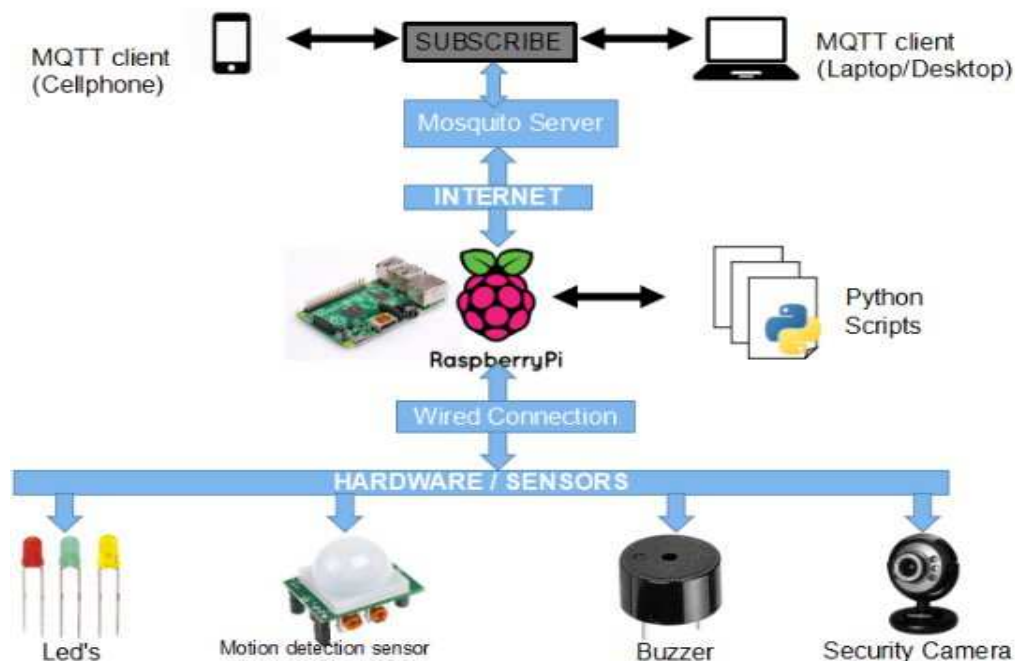 SUBSCRIBE
MQTT client
(Cellphone)
MQTT client
(Laptop/Desktop)
Mosquito Server
INTERNET
RaspberryPi
Python
Scripts
Wired Connection
HARDWARE / SENSORS
Led's
Motion detection sensor
Buzzer
Security Camera